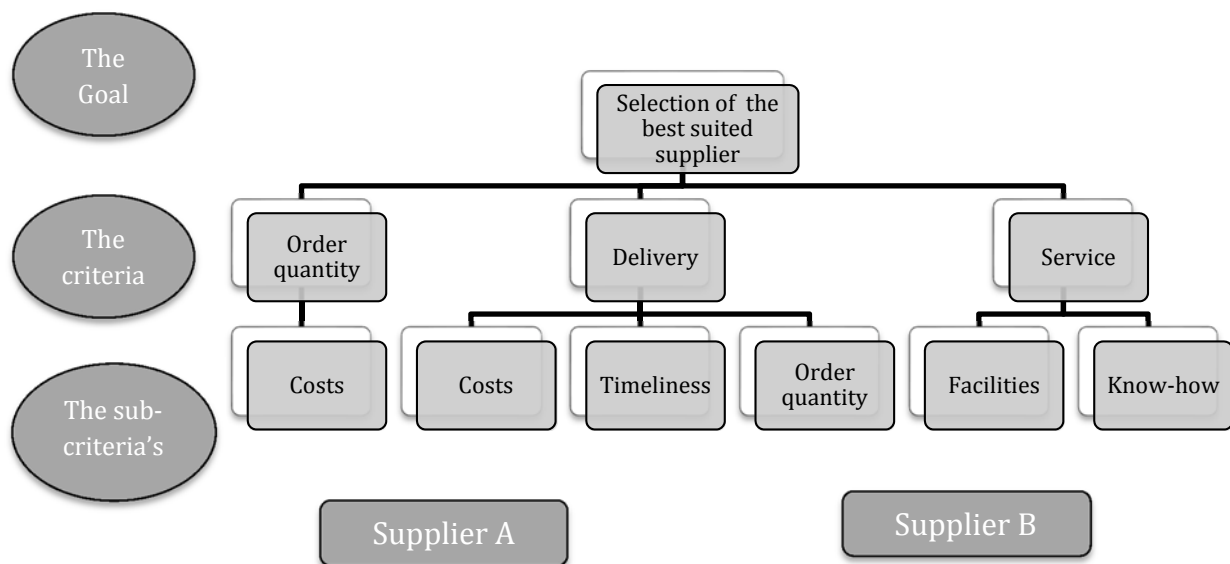 The
Goal
Selection of the
best suited
supplier
The
criteria
Order
quantity
Delivery
Service
The sub-
criteria's
Costs
Costs
Timeliness
Order
quantity
Facilities
Know-how
Supplier A
Supplier B